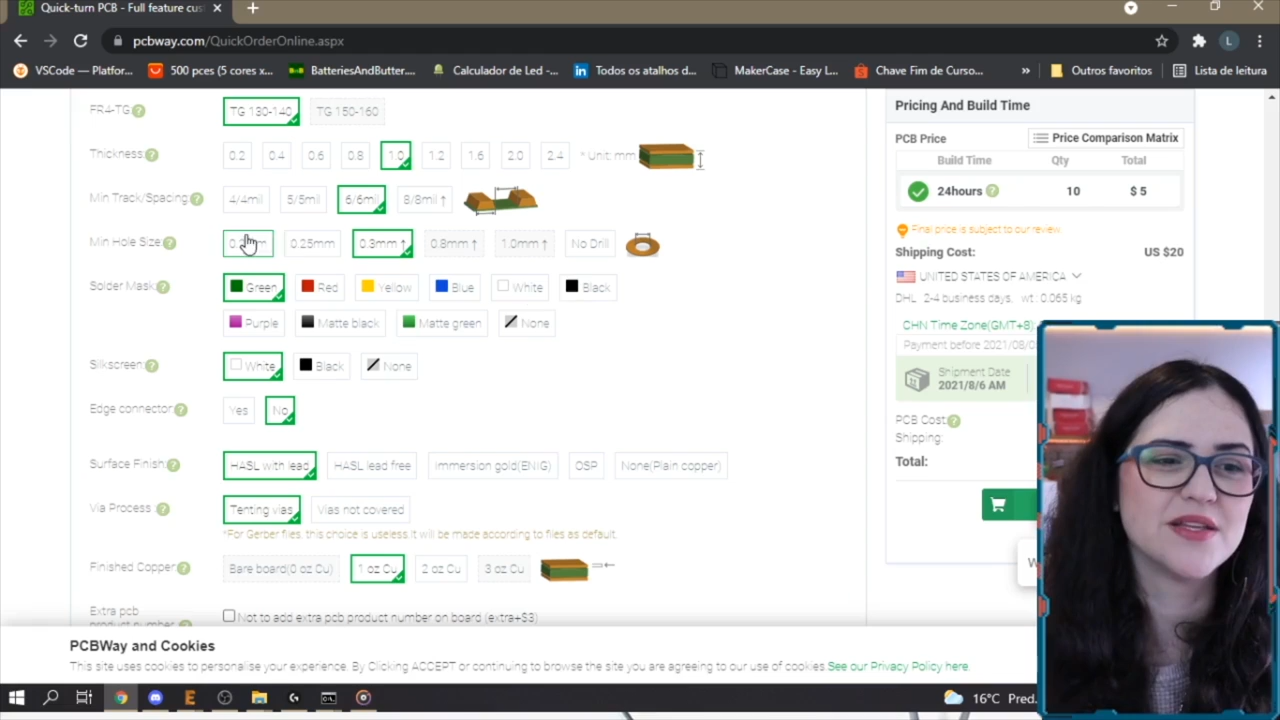 Quick-turn PCB - Full feature cus
pcbway.com/QuickOrderOnline.aspx
VSCode — Platfor... 500 pces (5 cores x... BatteriesAndButter.... Calculador de Led -... Todos os atalhos d... MakerCase - Easy L... Chave Fim de Curso... » Outros favoritos Lista de leitura
L
FR4-TG: TG 130-140 TG 150-160
Thickness: 0.2 0.4 0.6 0.8 1.0 1.2 1.6 2.0 2.4 * Unit: mm
Min Track/Spacing: 4/4mil 5/5mil 6/6mil 8/8mil ↑
Min Hole Size: 0.25mm 0.3mm ↑ 0.8mm ↑ 1.0mm ↑ No Drill
Solder Mask: Green Red Yellow Blue White Black
Purple Matte black Matte green None
Silkscreen: White Black None
Edge connector: Yes No
Surface Finish: HASL with lead HASL lead free Immersion gold(ENIG) OSP None(Plain copper)
Via Process Tenting vias Vias not covered
*For Gerber files, this choice is useless.It will be made according to files as default.
Finished Copper: Bare board(0 oz Cu) 1 oz Cu 2 oz Cu 3 oz Cu
Extra pcb
product number Not to add extra pcb product number on board (extra+$3)
Pricing And Build Time
PCB Price Price Comparison Matrix
Build Time Qty Total
24hours 10 $ 5
Final price is subject to our review.
Shipping Cost: US $20
UNITED STATES OF AMERICA
DHL 2-4 business days, wt : 0.065 kg
CHN Time Zone(GMT+8):
Payment before 2021/08/0
Shipment Date
2021/8/6 AM
PCB Cost:
Shipping:
Total:
PCBWay and Cookies
This site uses cookies to personalise your experience. By Clicking ACCEPT or continuing to browse the site you are agreeing to our use of cookies.See our Privacy Policy here.
16°C Pred.